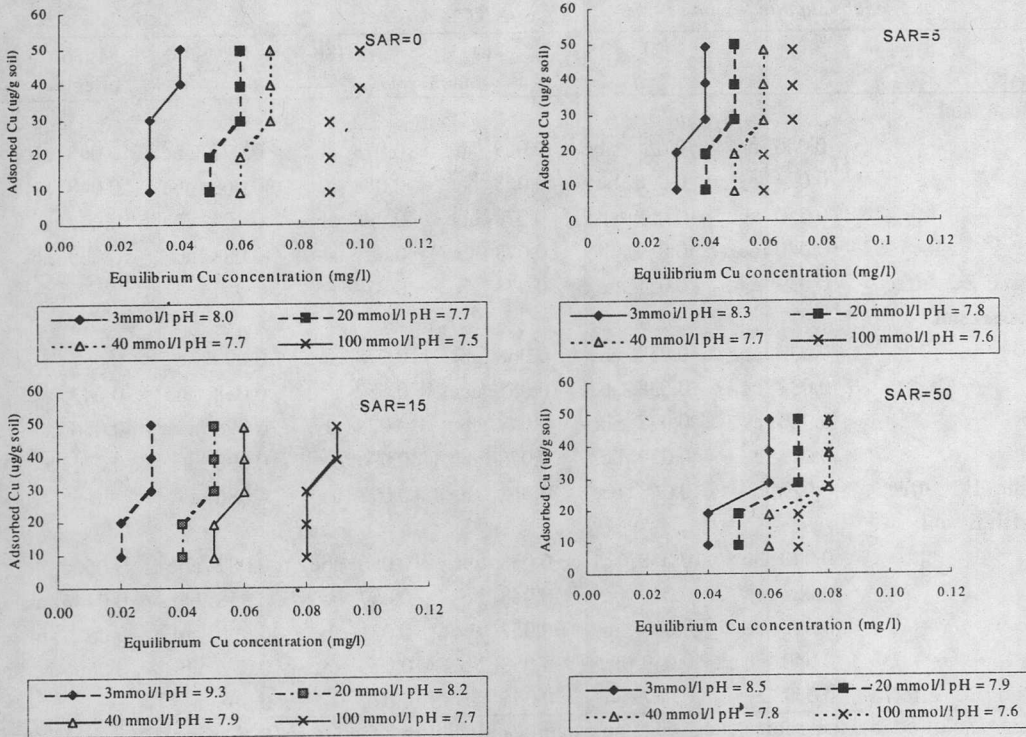 SAR=0
Adsorbed Cu (ug/g soil)
60
50
40
30
20
10
0
0.00 0.02 0.04 0.06 0.08 0.10 0.12
Equilibrium Cu concentration (mg/l)
3mmol/l pH = 8.0 20 mmol/l pH = 7.7
40 mmol/l pH = 7.7 100 mmol/l pH = 7.5
SAR=5
Adsorbed Cu (ug/g soil)
60
50
40
30
20
10
0
0 0.02 0.04 0.06 0.08 0.1 0.12
Equilibrium Cu concentration (mg/l)
3mmol/l pH = 8.3 20 mmol/l pH = 7.8
40 mmol/l pH = 7.7 100 mmol/l pH = 7.6
SAR=15
Adsorbed Cu (ug/g soil)
60
50
40
30
20
10
0
0.00 0.02 0.04 0.06 0.08 0.10 0.12
Equilibrium Cu concentration (mg/l)
3mmol/l pH = 9.3 20 mmol/l pH = 8.2
40 mmol/l pH = 7.9 100 mmol/l pH = 7.7
SAR=50
Adsorbed Cu (ug/g soil)
60
50
40
30
20
10
0
0.00 0.02 0.04 0.06 0.08 0.10 0.12
Equilibrium Cu concentration (mg/l)
3mmol/l pH = 8.5 20 mmol/l pH = 7.9
40 mmol/l pH = 7.8 100 mmol/l pH = 7.6